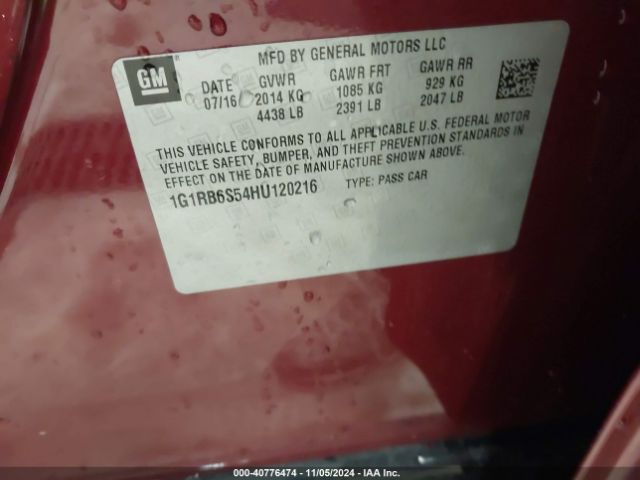 MFD BY GENERAL MOTORS LLC
GM
DATE GVWR GAWR FRT GAWR RR
07/16 2014 KG 1085 KG 929 KG
4438 LB 2391 LB 2047 LB
THIS VEHICLE CONFORMS TO ALL APPLICABLE U.S. FEDERAL MOTOR
VEHICLE SAFETY, BUMPER, AND THEFT PREVENTION STANDARDS IN
EFFECT ON THE DATE OF MANUFACTURE SHOWN ABOVE.
1G1RB6S54HU120216 TYPE: PASS CAR
000-40776474 - 11/05/2024 - IAA Inc.